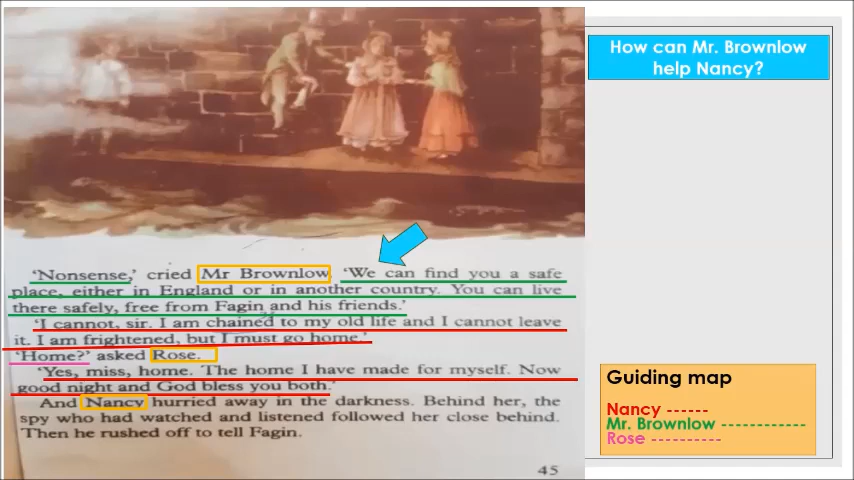 How can Mr. Brownlow
help Nancy?
'Nonsense,' cried Mr Brownlow. 'We can find you a safe
place, either in England or in another country. You can live
there safely, free from Fagin and his friends.'
'I cannot, sir. I am chained to my old life and I cannot leave
it. I am frightened, but I must go home.'
'Home?' asked Rose.
'Yes, miss, home. The home I have made for myself. Now
good night and God bless you both.'
And Nancy hurried away in the darkness. Behind her, the
spy who had watched and listened followed her close behind.
Then he rushed off to tell Fagin.
45
Guiding map
Nancy ------
Mr. Brownlow ------------
Rose ----------